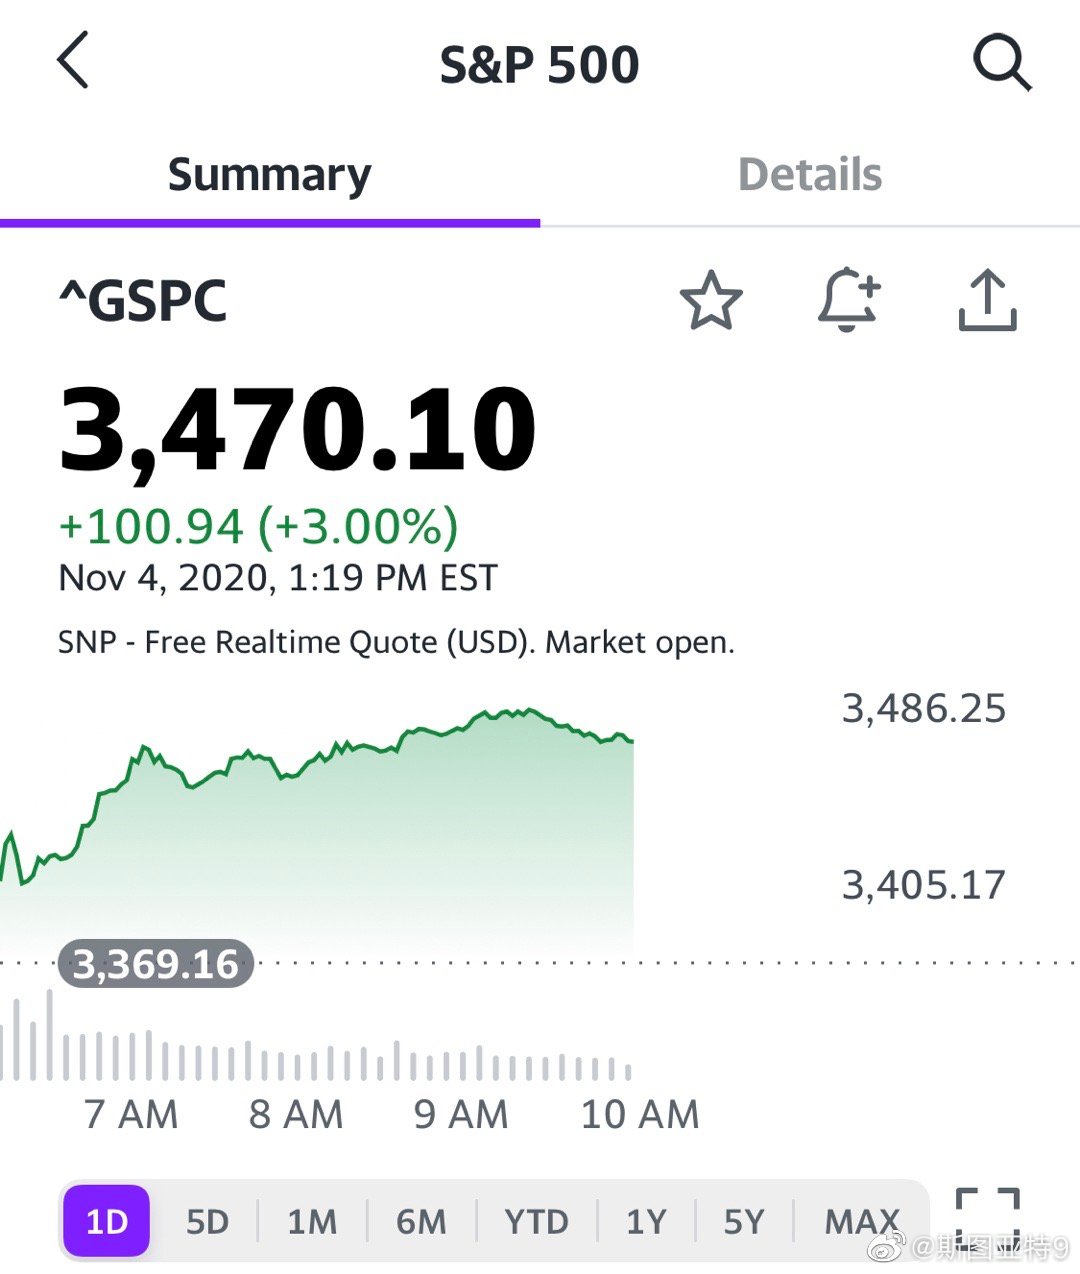 S&P 500
Summary Details
^GSPC
3,470.10
+100.94 (+3.00%)
Nov 4, 2020, 1:19 PM EST
SNP - Free Realtime Quote (USD). Market open.
3,486.25
3,405.17
3,369.16
7 AM 8 AM 9 AM 10 AM
1D 5D 1M 6M YTD 1Y 5Y MAX
@斯图亚特9